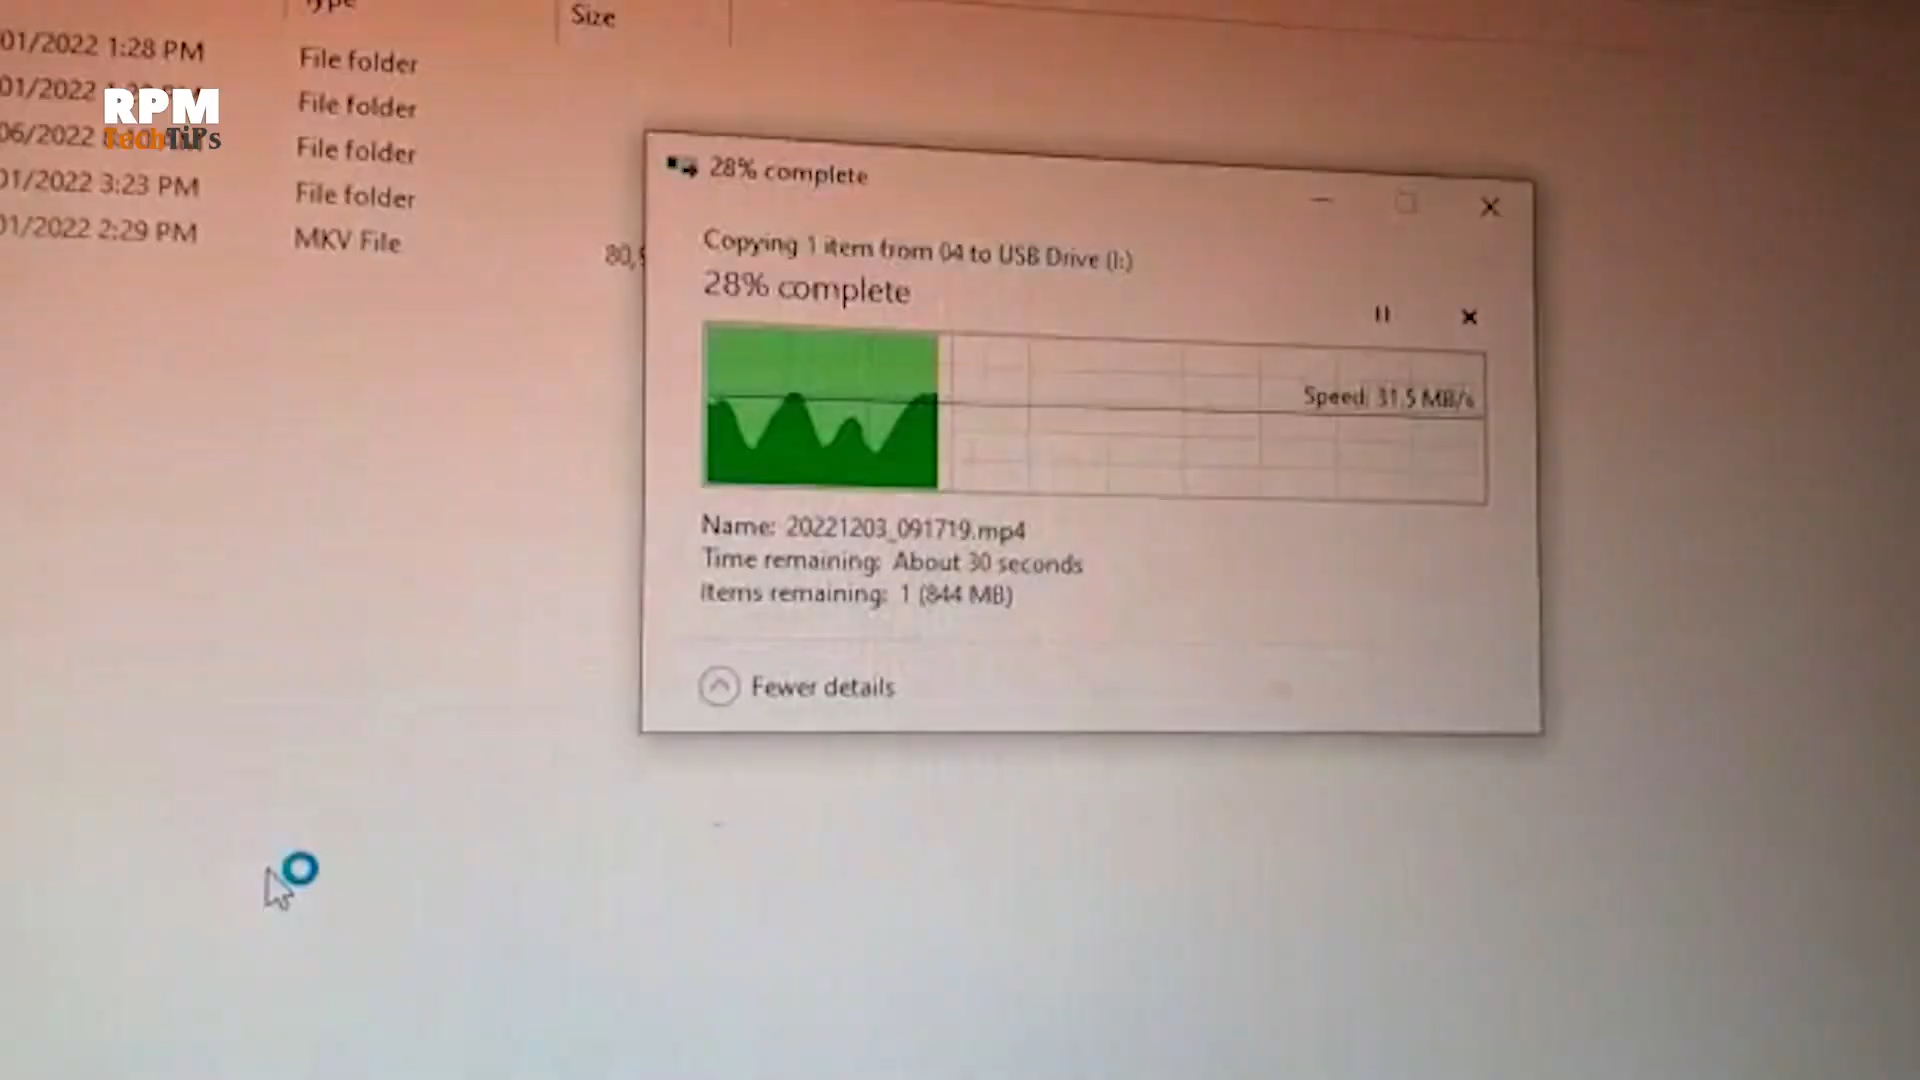 Type
Size
01/2022 1:28 PM
File folder
01/2022
File folder
06/2022
File folder
01/2022 3:23 PM
File folder
01/2022 2:29 PM
MKV File
RPM
TechTiPs
28% complete
Copying 1 item from 04 to USB Drive (I:)
28% complete
Speed: 31.5 MB/s
Name: 20221203_091719.mp4
Time remaining: About 30 seconds
Items remaining: 1 (844 MB)
Fewer details